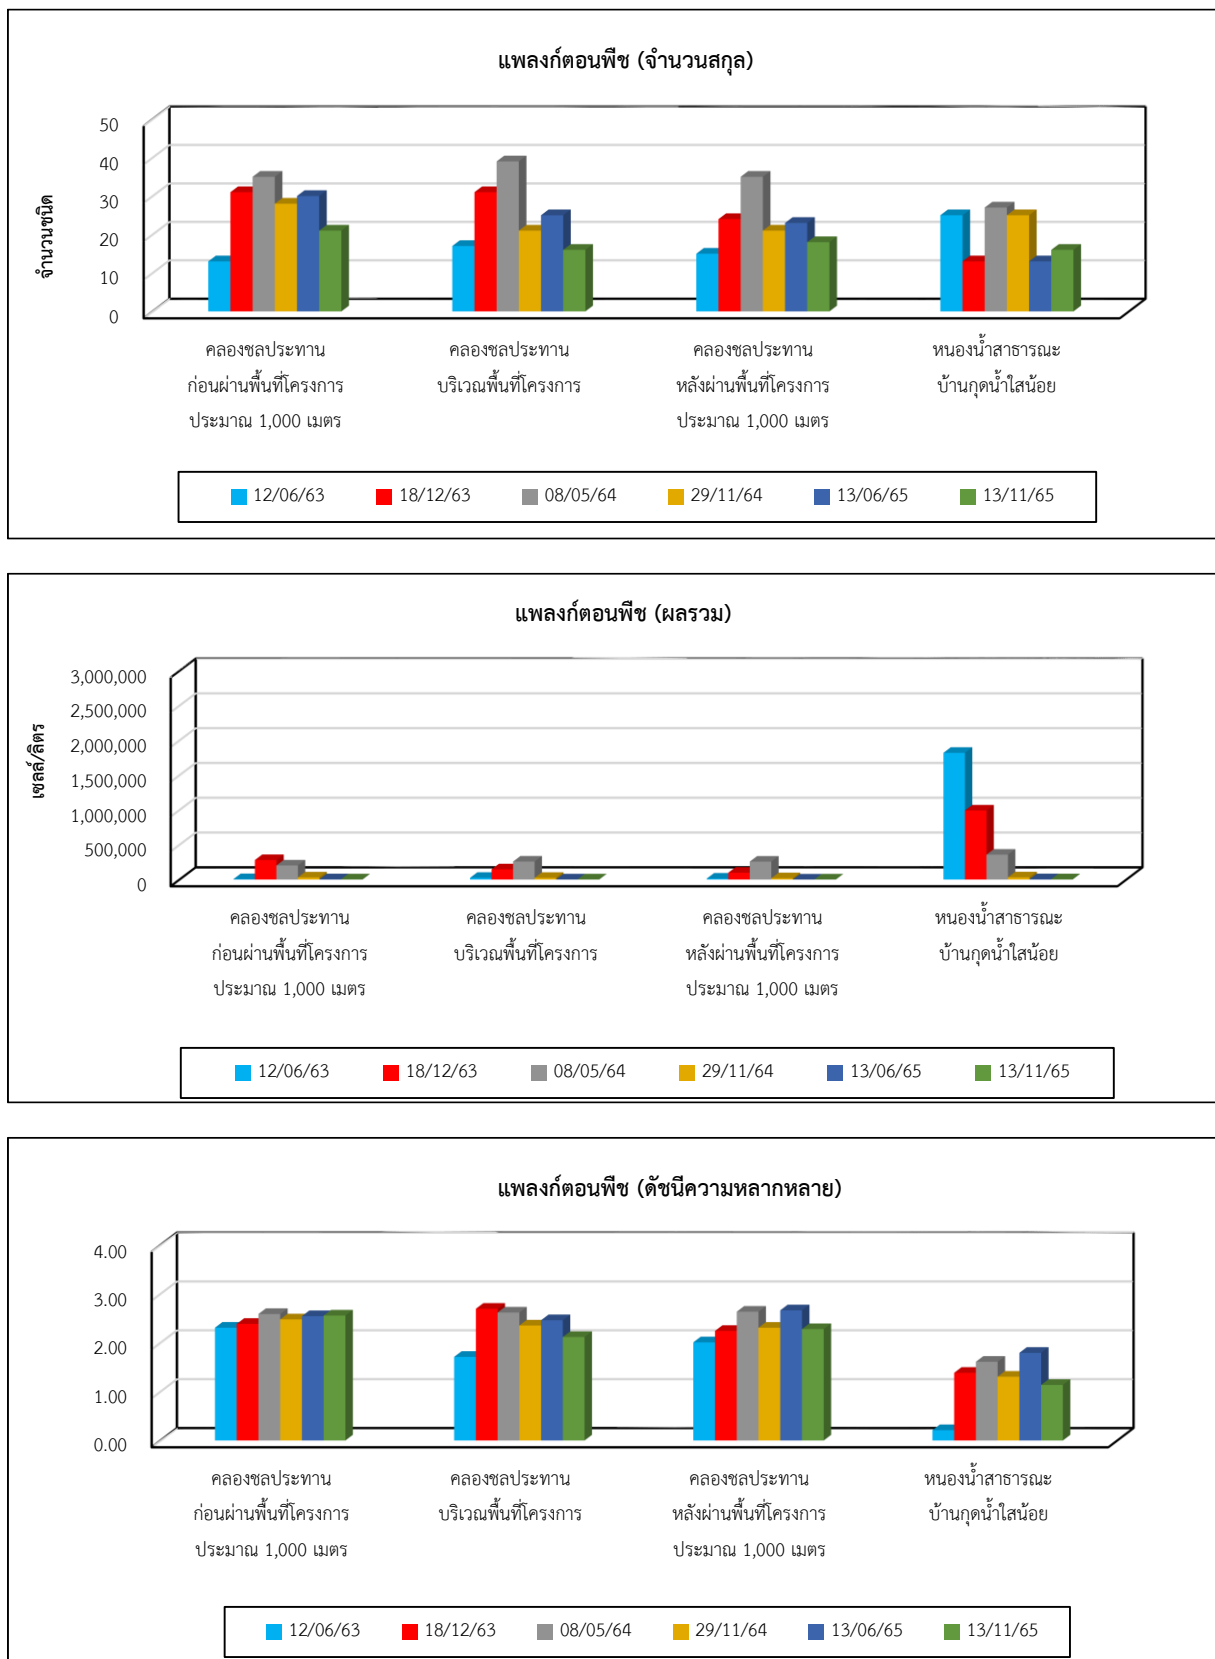 แพลงก์ตอนพืช (จำนวนสกุล)
จำนวนชนิด
50
40
30
20
10
0
คลองชลประทาน
ก่อนผ่านพื้นที่โครงการ
ประมาณ 1,000 เมตร
คลองชลประทาน
บริเวณพื้นที่โครงการ
คลองชลประทาน
หลังผ่านพื้นที่โครงการ
ประมาณ 1,000 เมตร
หนองน้ำสาธารณะ
บ้านกุดน้ำใสน้อย
12/06/63 18/12/63 08/05/64 29/11/64 13/06/65 13/11/65
แพลงก์ตอนพืช (ผลรวม)
เซลล์/ลิตร
3,000,000
2,500,000
2,000,000
1,500,000
1,000,000
500,000
0
คลองชลประทาน
ก่อนผ่านพื้นที่โครงการ
ประมาณ 1,000 เมตร
คลองชลประทาน
บริเวณพื้นที่โครงการ
คลองชลประทาน
หลังผ่านพื้นที่โครงการ
ประมาณ 1,000 เมตร
หนองน้ำสาธารณะ
บ้านกุดน้ำใสน้อย
12/06/63 18/12/63 08/05/64 29/11/64 13/06/65 13/11/65
แพลงก์ตอนพืช (ดัชนีความหลากหลาย)
4.00
3.00
2.00
1.00
0.00
คลองชลประทาน
ก่อนผ่านพื้นที่โครงการ
ประมาณ 1,000 เมตร
คลองชลประทาน
บริเวณพื้นที่โครงการ
คลองชลประทาน
หลังผ่านพื้นที่โครงการ
ประมาณ 1,000 เมตร
หนองน้ำสาธารณะ
บ้านกุดน้ำใสน้อย
12/06/63 18/12/63 08/05/64 29/11/64 13/06/65 13/11/65